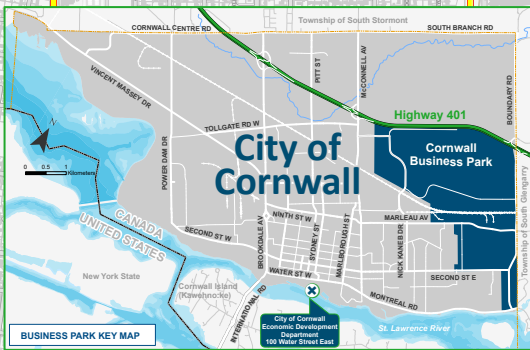 Township of South Stormont
CORNWALL CENTRE RD
SOUTH BRANCH RD
VINCENT MASSEY DR
PITT ST
McCONNELL AV
BOUNDARY RD
Highway 401
TOLLGATE RD W
City of
Cornwall
Cornwall
Business Park
POWER DAM DR
N
0 0.5 1
Kilometers
CANADA
UNITED STATES
NINTH ST W
MARLEAU AV
SECOND ST W
BROOKDALE AV
SYDNEY ST
MARLBOROUGH ST
NICK KANEB DR
Township of South Glengarry
WATER ST W
SECOND ST E
New York State
Cornwall Island
(Kawehno:ke)
INTERNATIONAL RD
MONTREAL RD
City of Cornwall
Economic Development
Department
100 Water Street East
St. Lawrence River
BUSINESS PARK KEY MAP